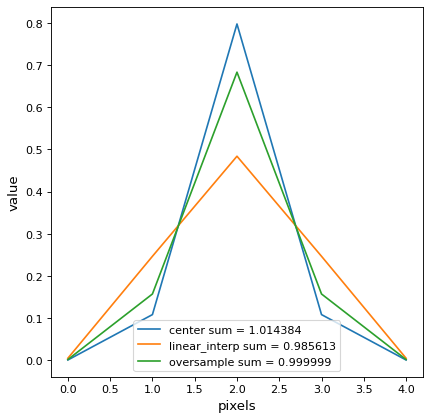 0.8
0.7
0.6
0.5
0.4
0.3
0.2
0.1
0.0
value
center sum = 1.014384
linear_interp sum = 0.985613
oversample sum = 0.999999
0.0 0.5 1.0 1.5 2.0 2.5 3.0 3.5 4.0
pixels